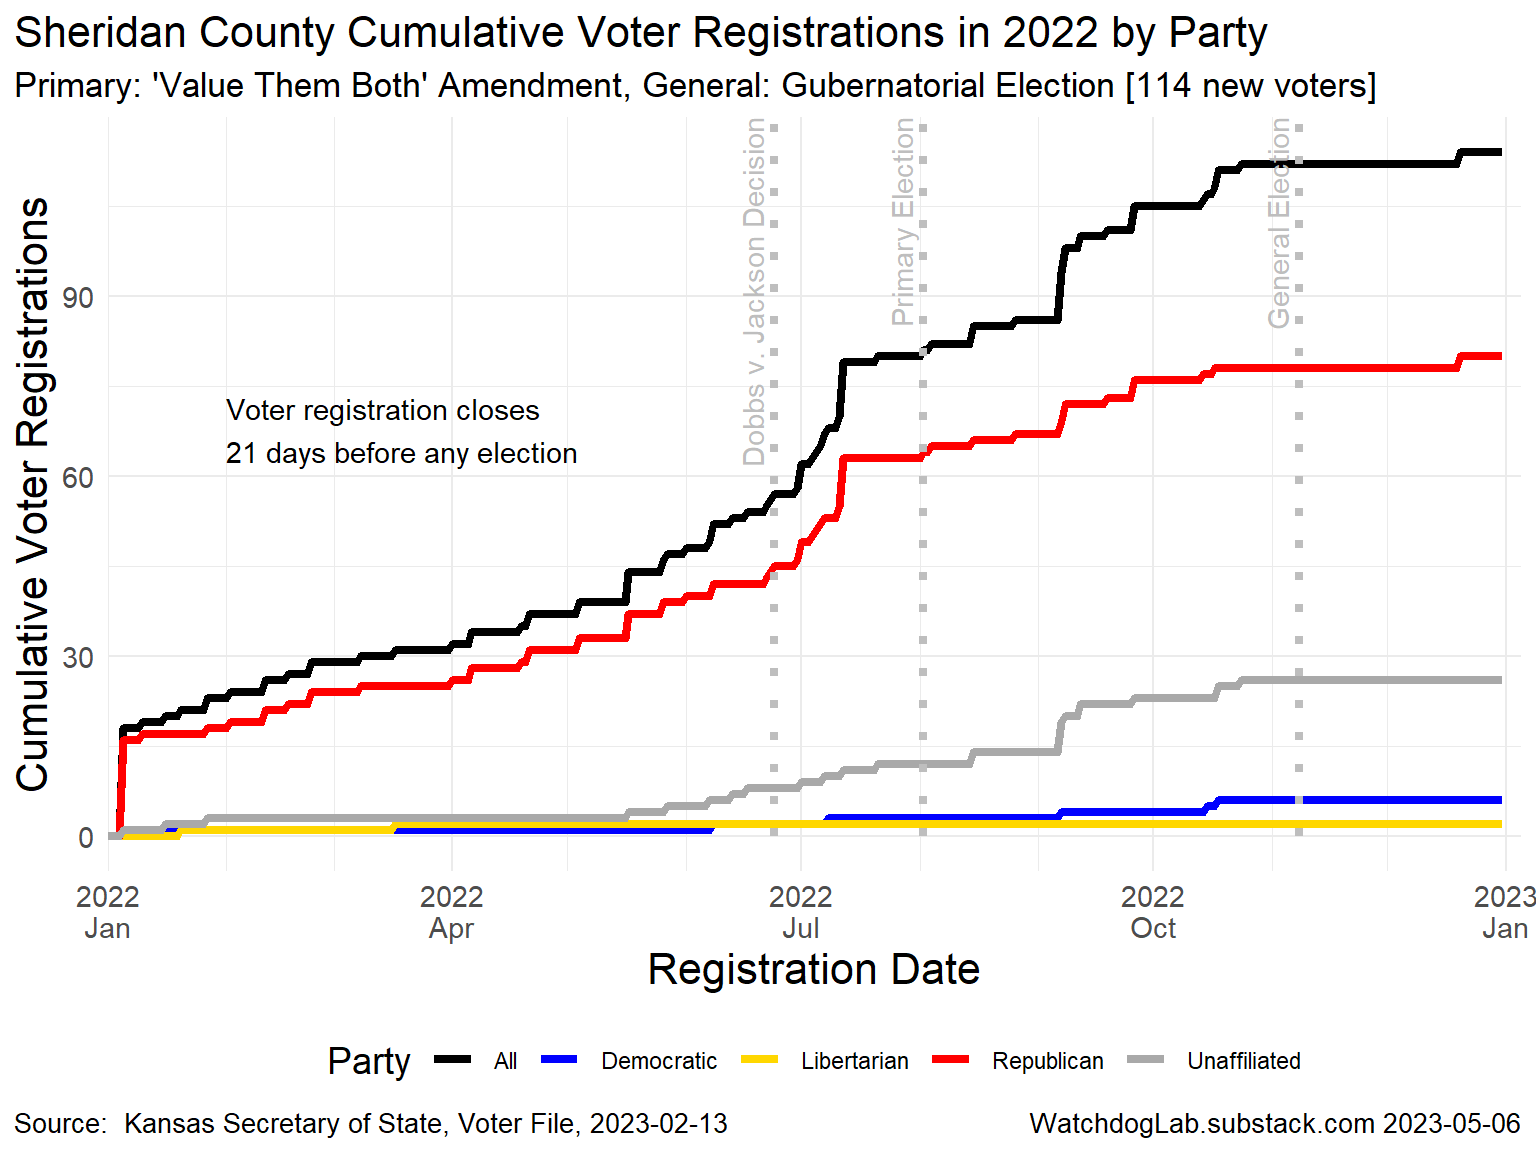 Sheridan County Cumulative Voter Registrations in 2022 by Party
Primary: 'Value Them Both' Amendment, General: Gubernatorial Election [114 new voters]
Cumulative Voter Registrations
90
60
30
0
Dobbs v. Jackson Decision
Primary Election
General Election
Voter registration closes
21 days before any election
2022 2022 2022 2022 2023
Jan Apr Jul Oct Jan
Registration Date
Party All Democratic Libertarian Republican Unaffiliated
Source:  Kansas Secretary of State, Voter File, 2023-02-13
WatchdogLab.substack.com 2023-05-06